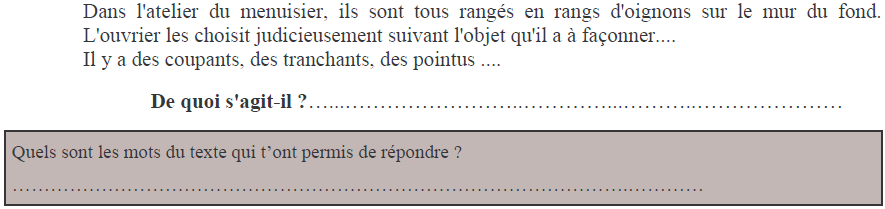 Dans l'atelier du menuisier, ils sont tous rangés en rangs d'oignons sur le mur du fond.
L'ouvrier les choisit judicieusement suivant l'objet qu'il a à façonner....
Il y a des coupants, des tranchants, des pointus ....
De quoi s'agit-il ?…...……………………..…………...………..…………………
Quels sont les mots du texte qui t’ont permis de répondre ?
…………………………………………………………………………………….…………